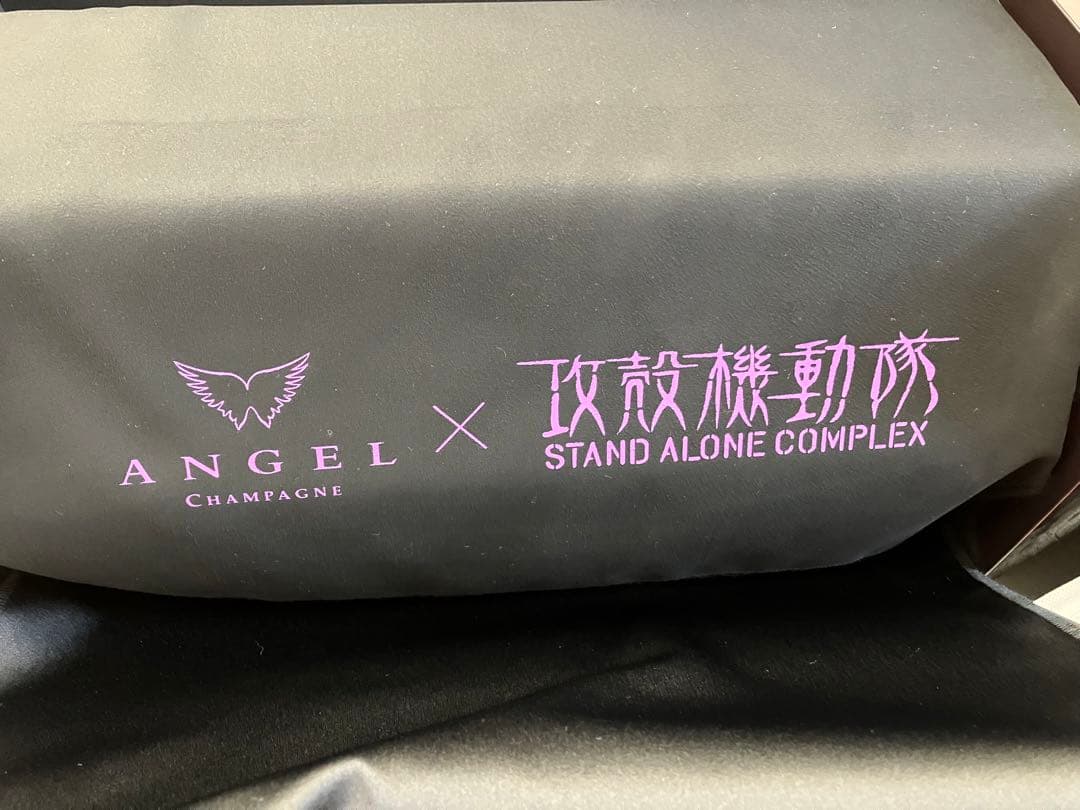 ANGEL
CHAMPAGNE
×
攻殻機動隊
STAND ALONE COMPLEX